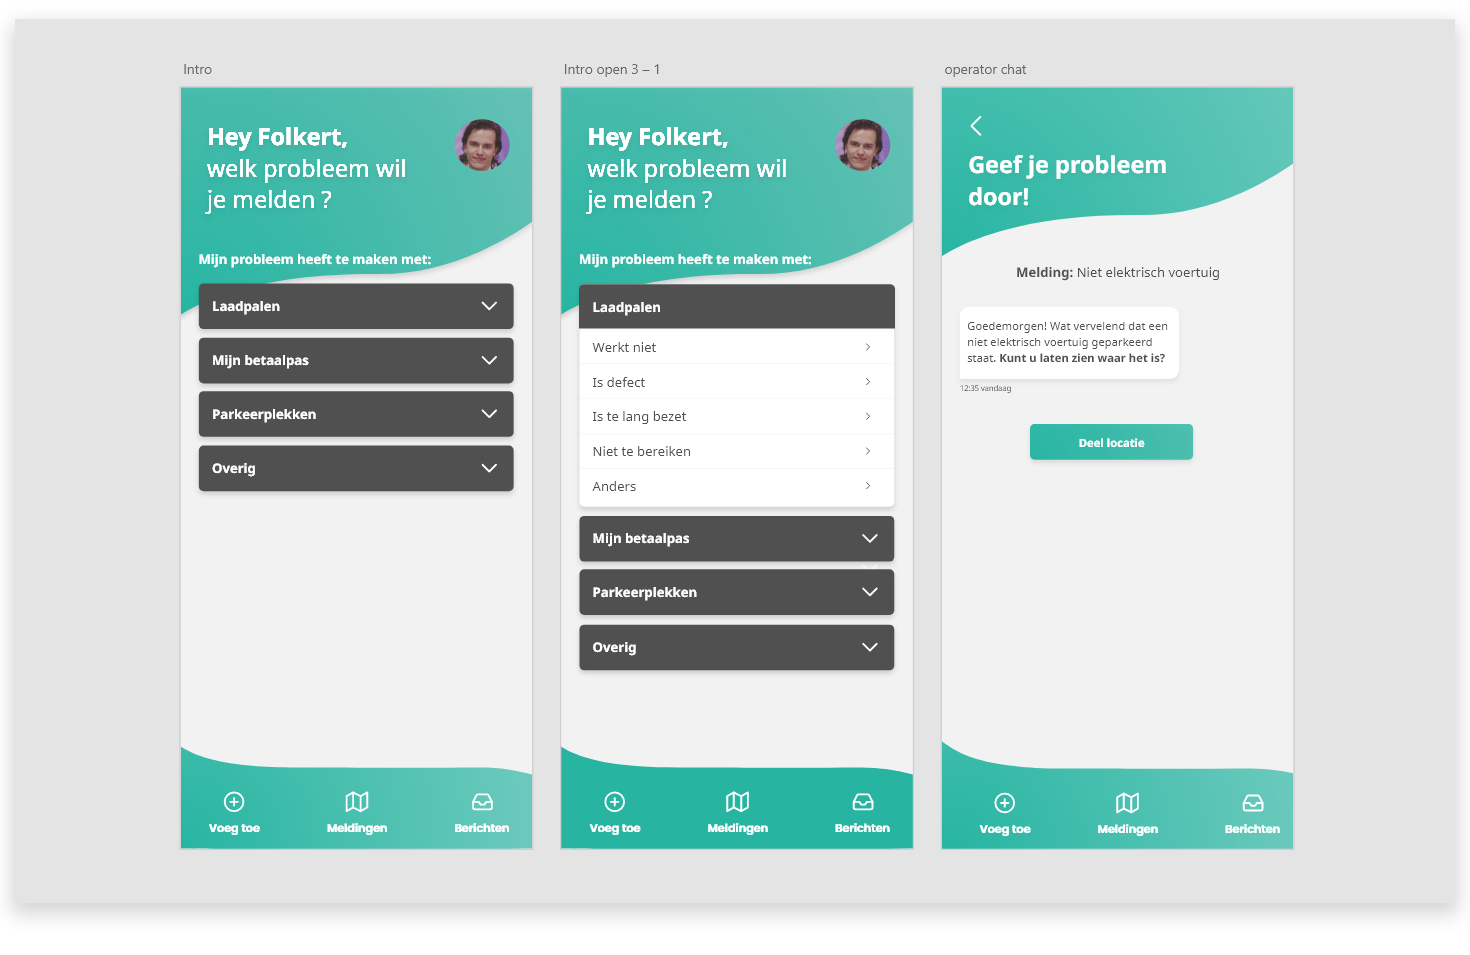 Intro
Hey Folkert,
welk probleem wil
je melden ?
Mijn probleem heeft te maken met:
Laadpalen
Mijn betaalpas
Parkeerplekken
Overig
Voeg toe
Meldingen
Berichten
Intro open 3 – 1
Hey Folkert,
welk probleem wil
je melden ?
Mijn probleem heeft te maken met:
Laadpalen
Werkt niet
Is defect
Is te lang bezet
Niet te bereiken
Anders
Mijn betaalpas
Parkeerplekken
Overig
Voeg toe
Meldingen
Berichten
operator chat
Geef je probleem
door!
Melding: Niet elektrisch voertuig
Goedemorgen! Wat vervelend dat een
niet elektrisch voertuig geparkeerd
staat. Kunt u laten zien waar het is?
12:35 vandaag
Deel locatie
Voeg toe
Meldingen
Berichten